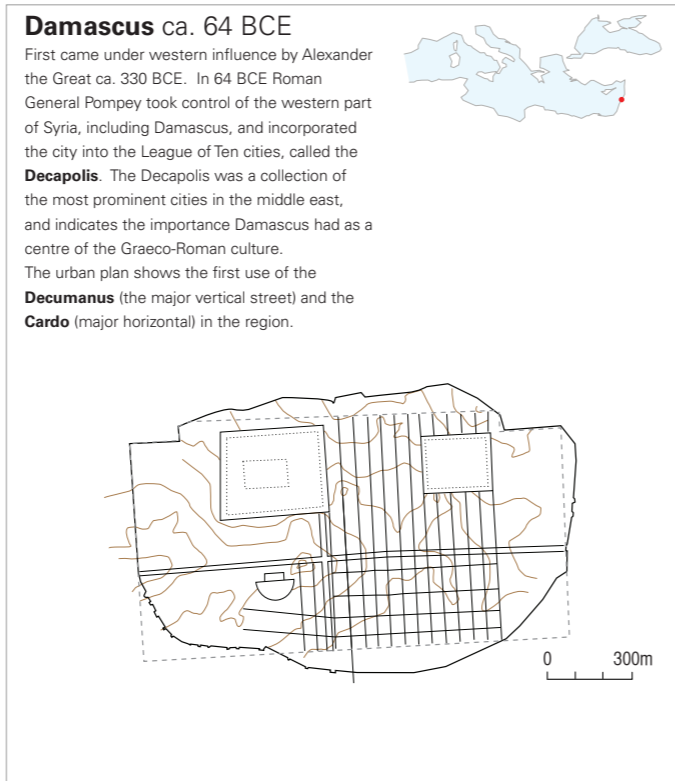 Damascus ca. 64 BCE
First came under western influence by Alexander
the Great ca. 330 BCE. In 64 BCE Roman
General Pompey took control of the western part
of Syria, including Damascus, and incorporated
the city into the League of Ten cities, called the
Decapolis. The Decapolis was a collection of
the most prominent cities in the middle east,
and indicates the importance Damascus had as a
centre of the Graeco-Roman culture.
The urban plan shows the first use of the
Decumanus (the major vertical street) and the
Cardo (major horizontal) in the region.
0 300m